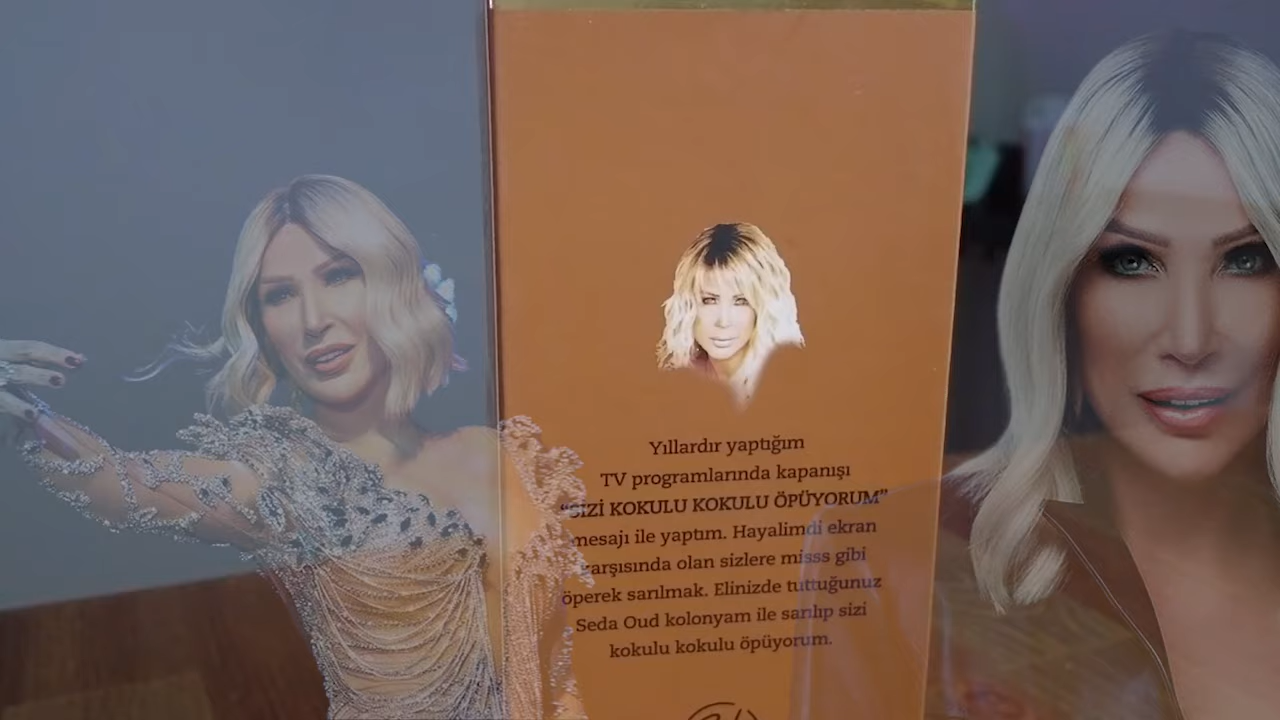 Yıllardır yaptığım
TV programlarında kapanışı
“SİZİ KOKULU KOKULU ÖPÜYORUM”
mesajı ile yaptım. Hayalimdi ekran
karşısında olan sizlere misss gibi
öperek sarılmak. Elinizde tuttuğunuz
Seda Oud kolonyam ile sarılıp sizi
kokulu kokulu öpüyorum.